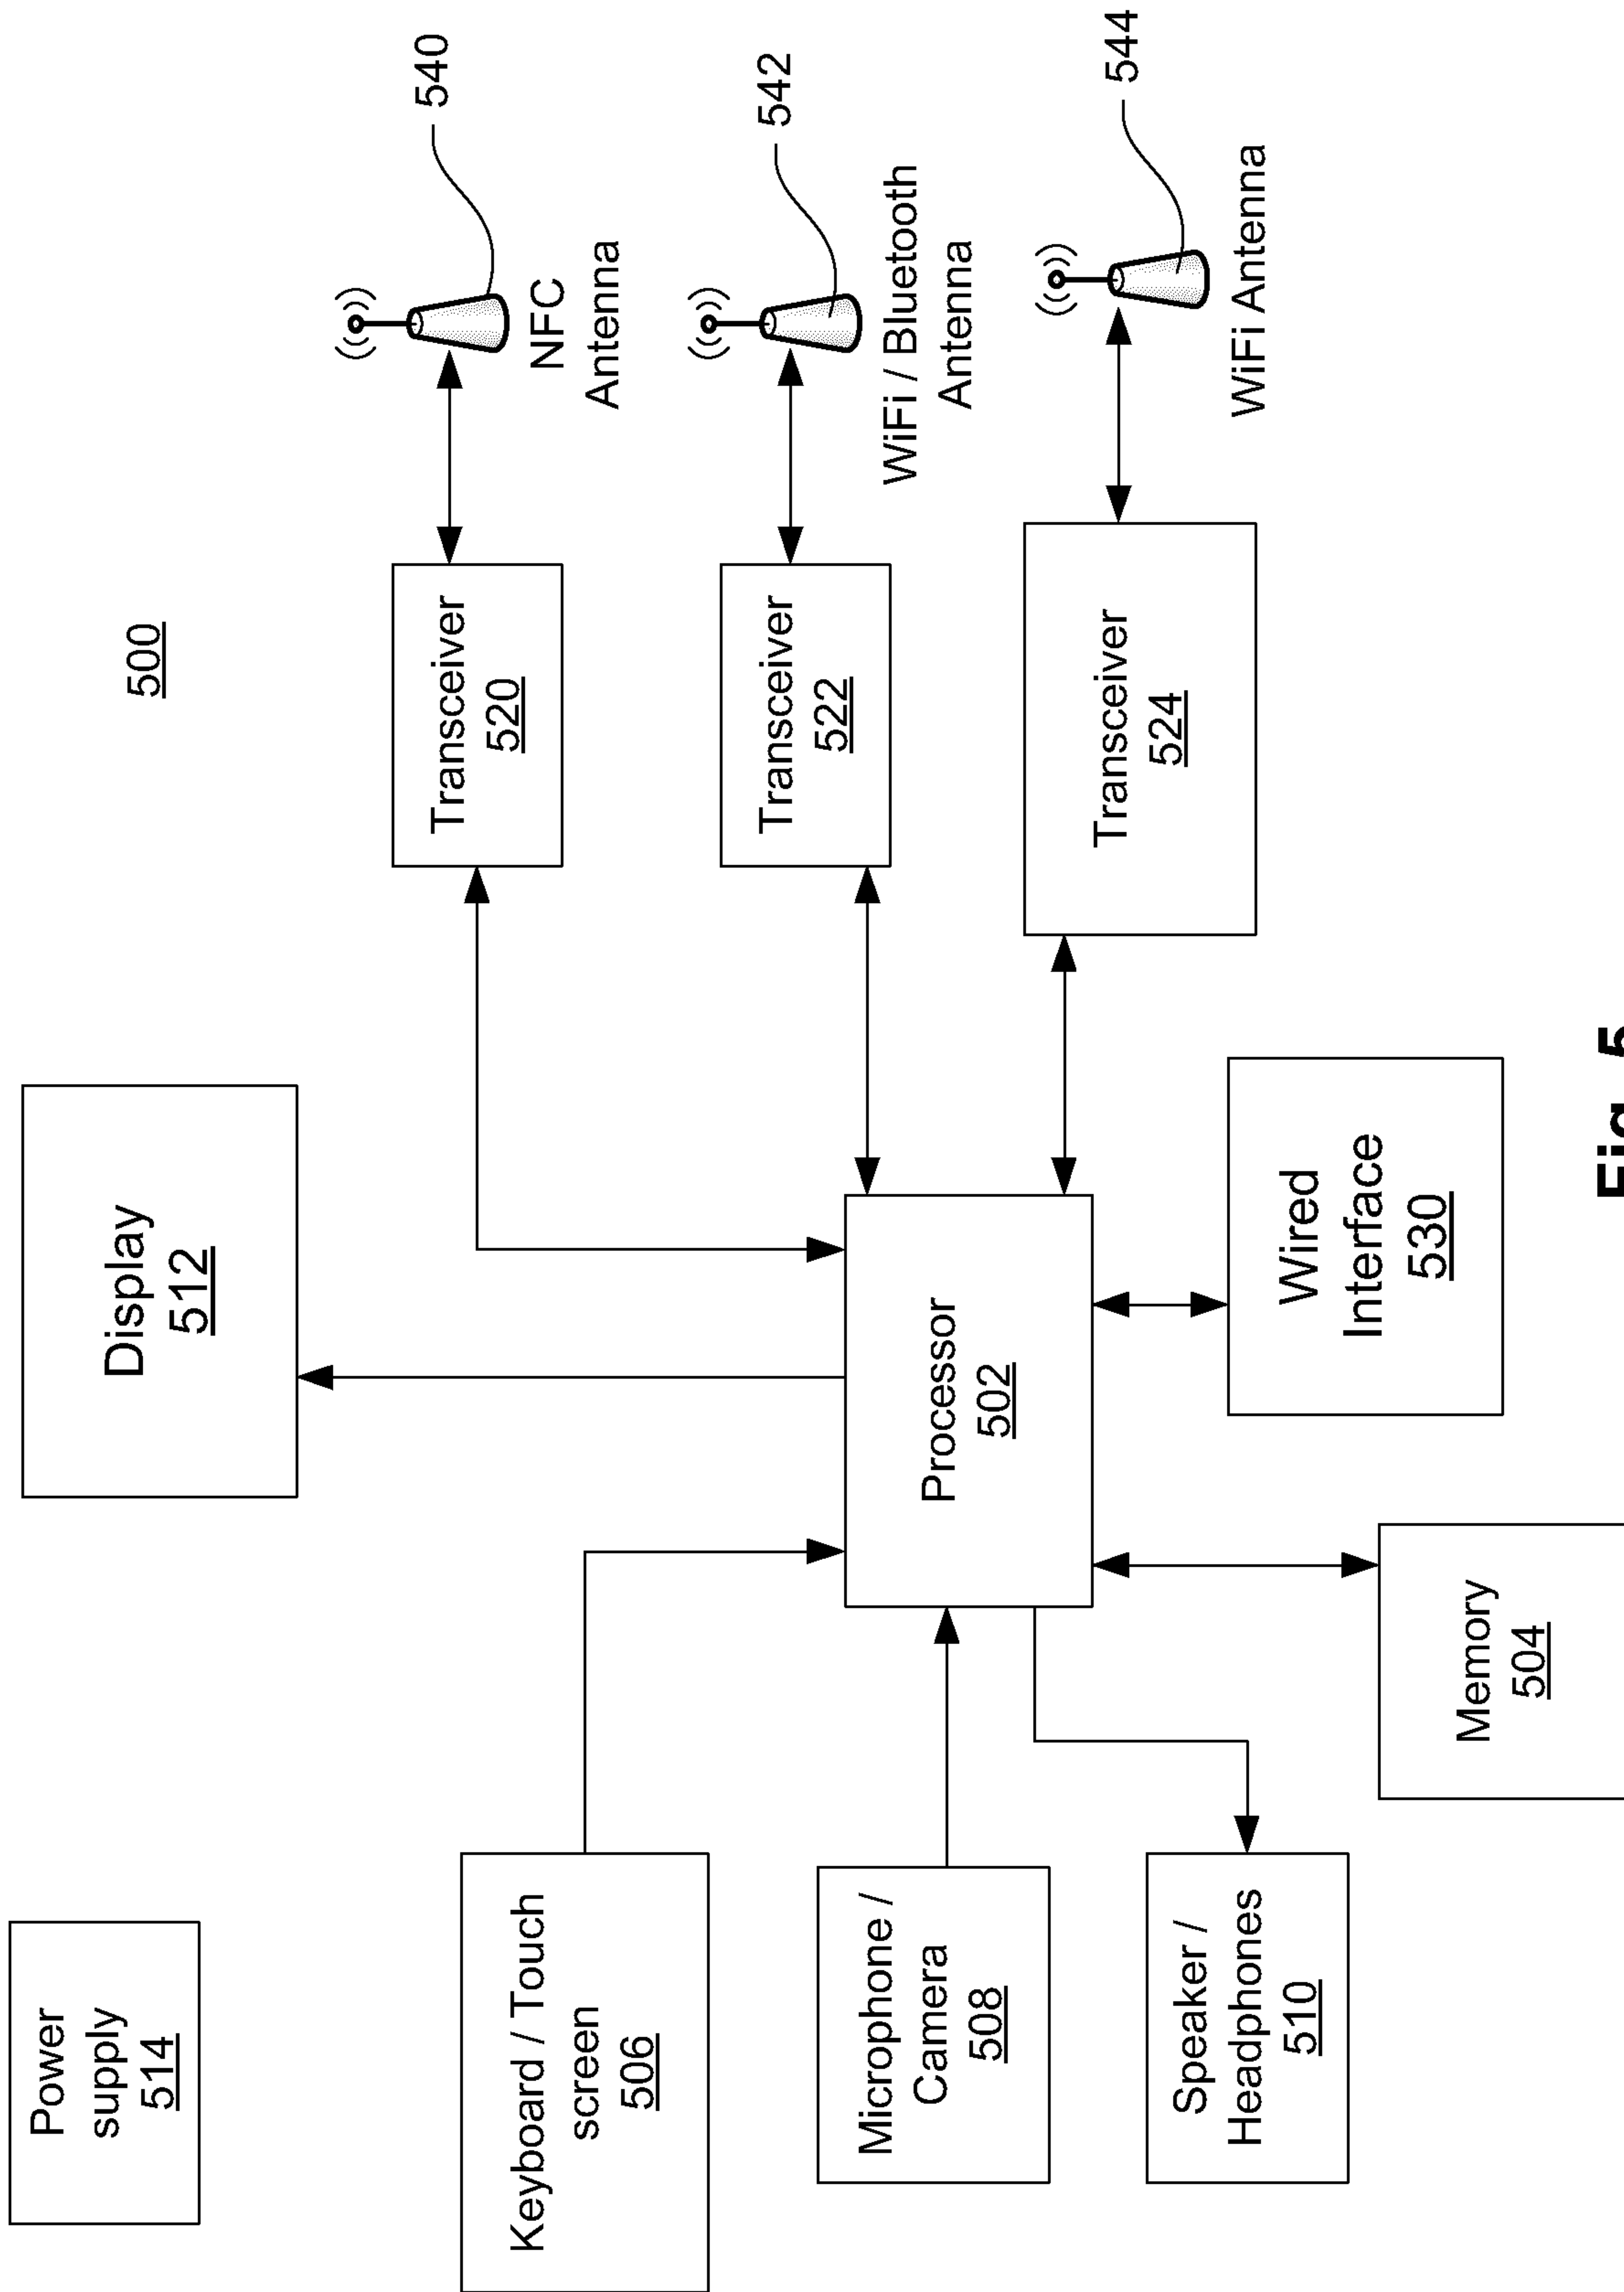 500
Power
supply
514
Display
512
Keyboard / Touch
screen
506
Microphone /
Camera
508
Speaker /
Headphones
510
Processor
502
Memory
504
Wired
Interface
530
Transceiver
520
Transceiver
522
Transceiver
524
540
NFC
Antenna
542
WiFi / Bluetooth
Antenna
544
WiFi Antenna
Fig. 5